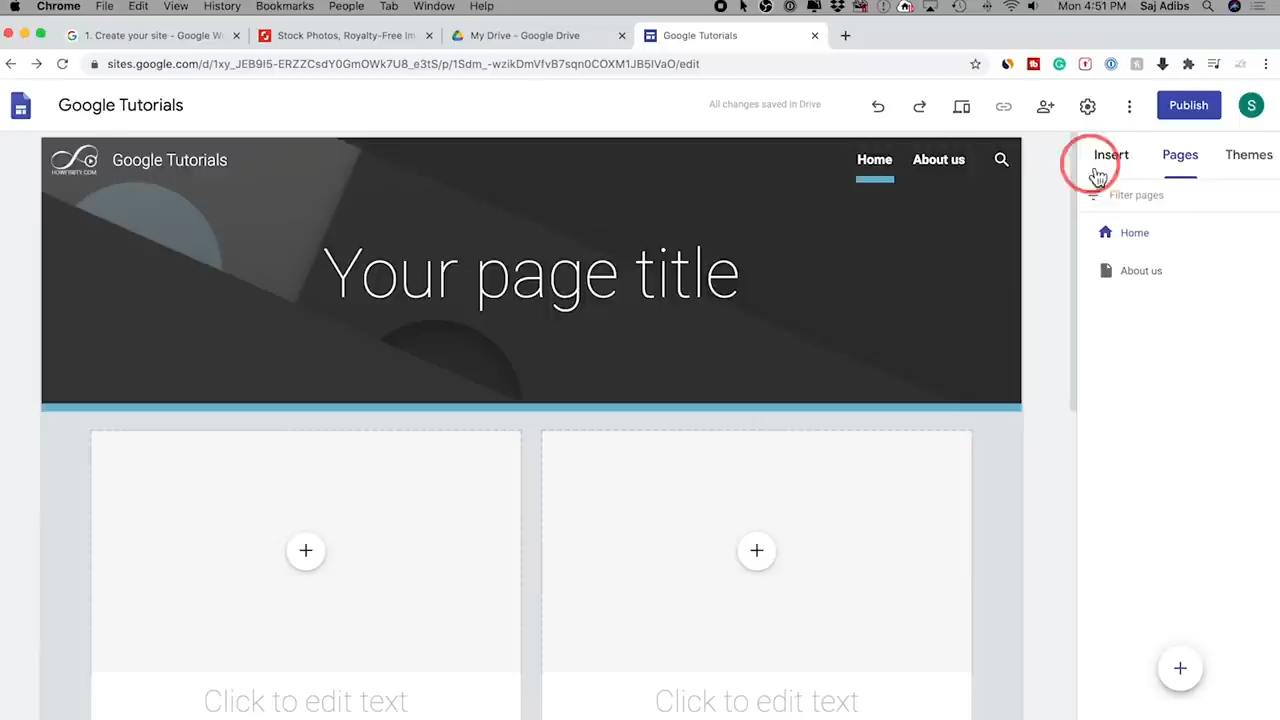 Chrome File Edit View History Bookmarks People Tab Window Help Mon 4:51 PM Saj Adibs
1. Create your site - Google W Stock Photos, Royalty-Free Im My Drive - Google Drive Google Tutorials
sites.google.com/d/1xy_JEB9I5-ERZZCsdY0GmOWk7U8_e3tS/p/1Sdm_-wzikDmVfvB7sqn0COXM1JB5IVaO/edit
Google Tutorials All changes saved in Drive Publish S
Insert Pages Themes
HOWFINITY.COM Google Tutorials Home About us
Filter pages
Home
About us
Your page title
Click to edit text Click to edit text